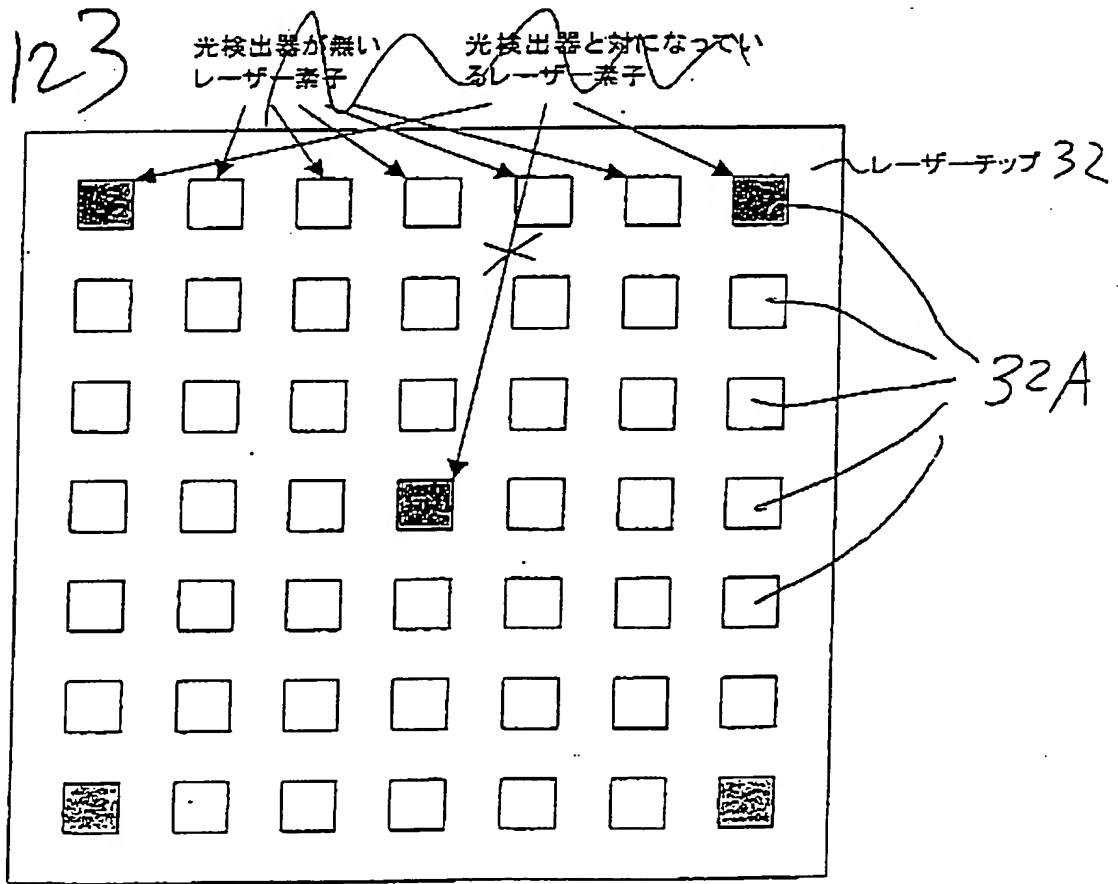 123
光検出器が無い
レーザー素子
光検出器と対になってい
るレーザー素子
レーザーチップ 32
32A